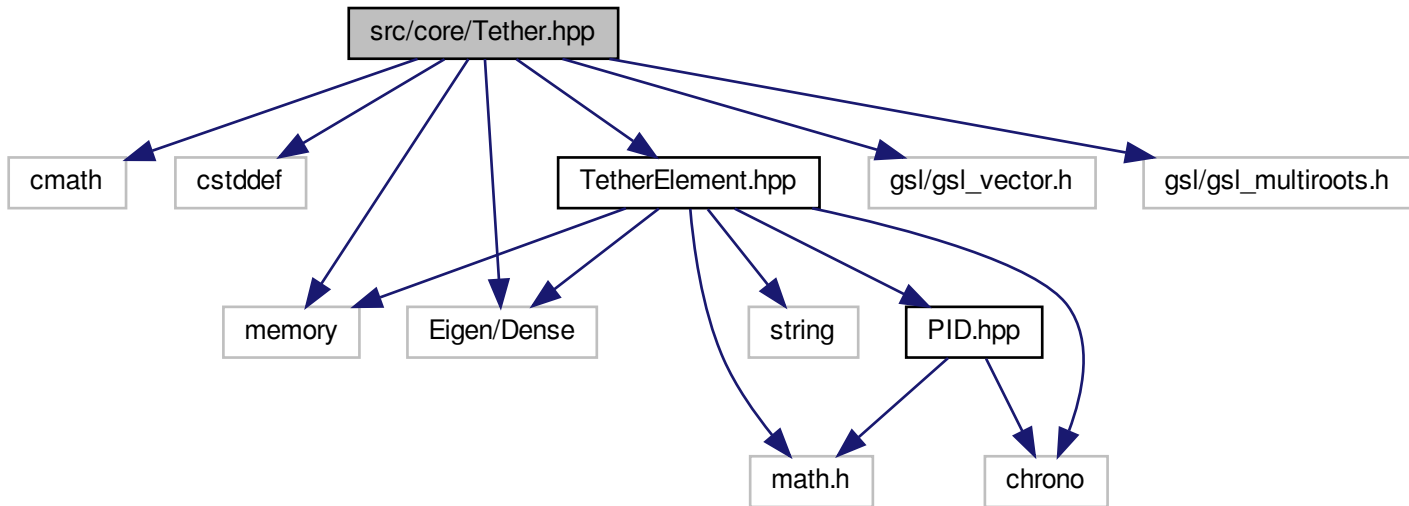 src/core/Tether.hpp
cmath
cstddef
TetherElement.hpp
gsl/gsl_vector.h
gsl/gsl_multiroots.h
memory
Eigen/Dense
string
PID.hpp
math.h
chrono